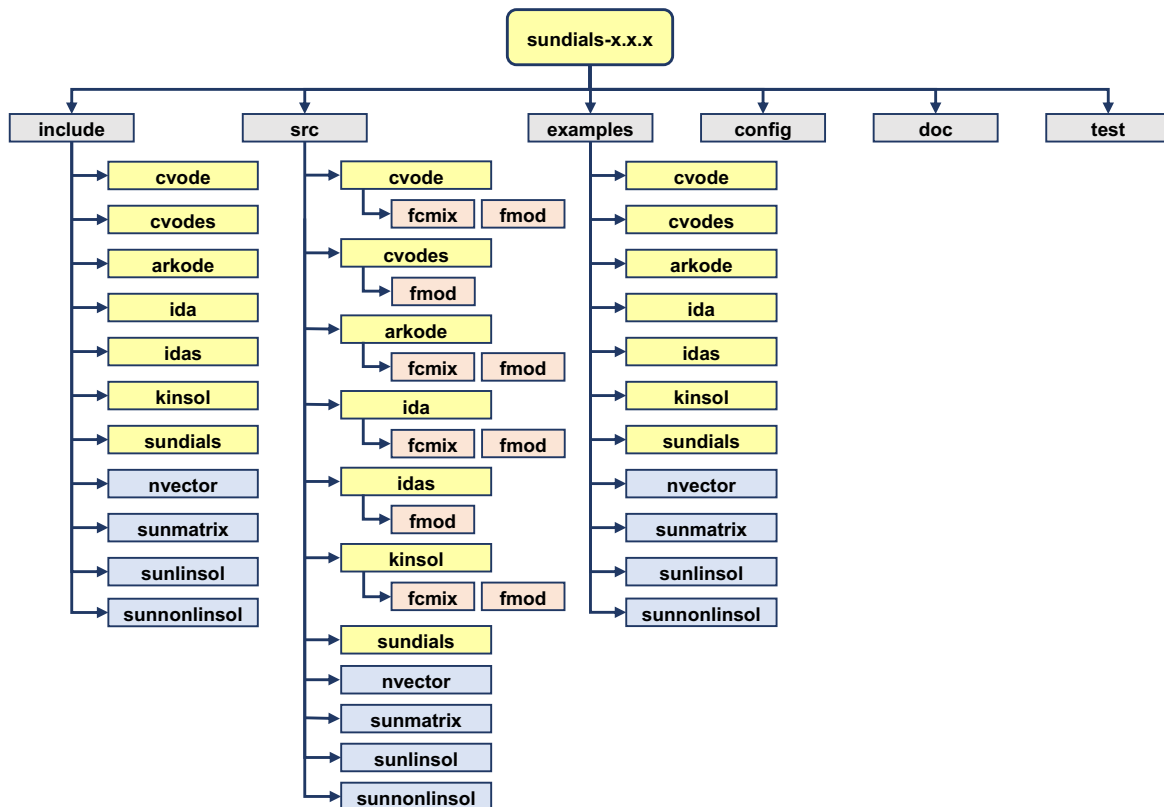 sundials-x.x.x
include
src
examples
config
doc
test
cvode
cvodes
arkode
ida
idas
kinsol
sundials
nvector
sunmatrix
sunlinsol
sunnonlinsol
cvode
fcmix fmod
cvodes
fmod
arkode
fcmix fmod
ida
fcmix fmod
idas
fmod
kinsol
fcmix fmod
sundials
nvector
sunmatrix
sunlinsol
sunnonlinsol
cvode
cvodes
arkode
ida
idas
kinsol
sundials
nvector
sunmatrix
sunlinsol
sunnonlinsol